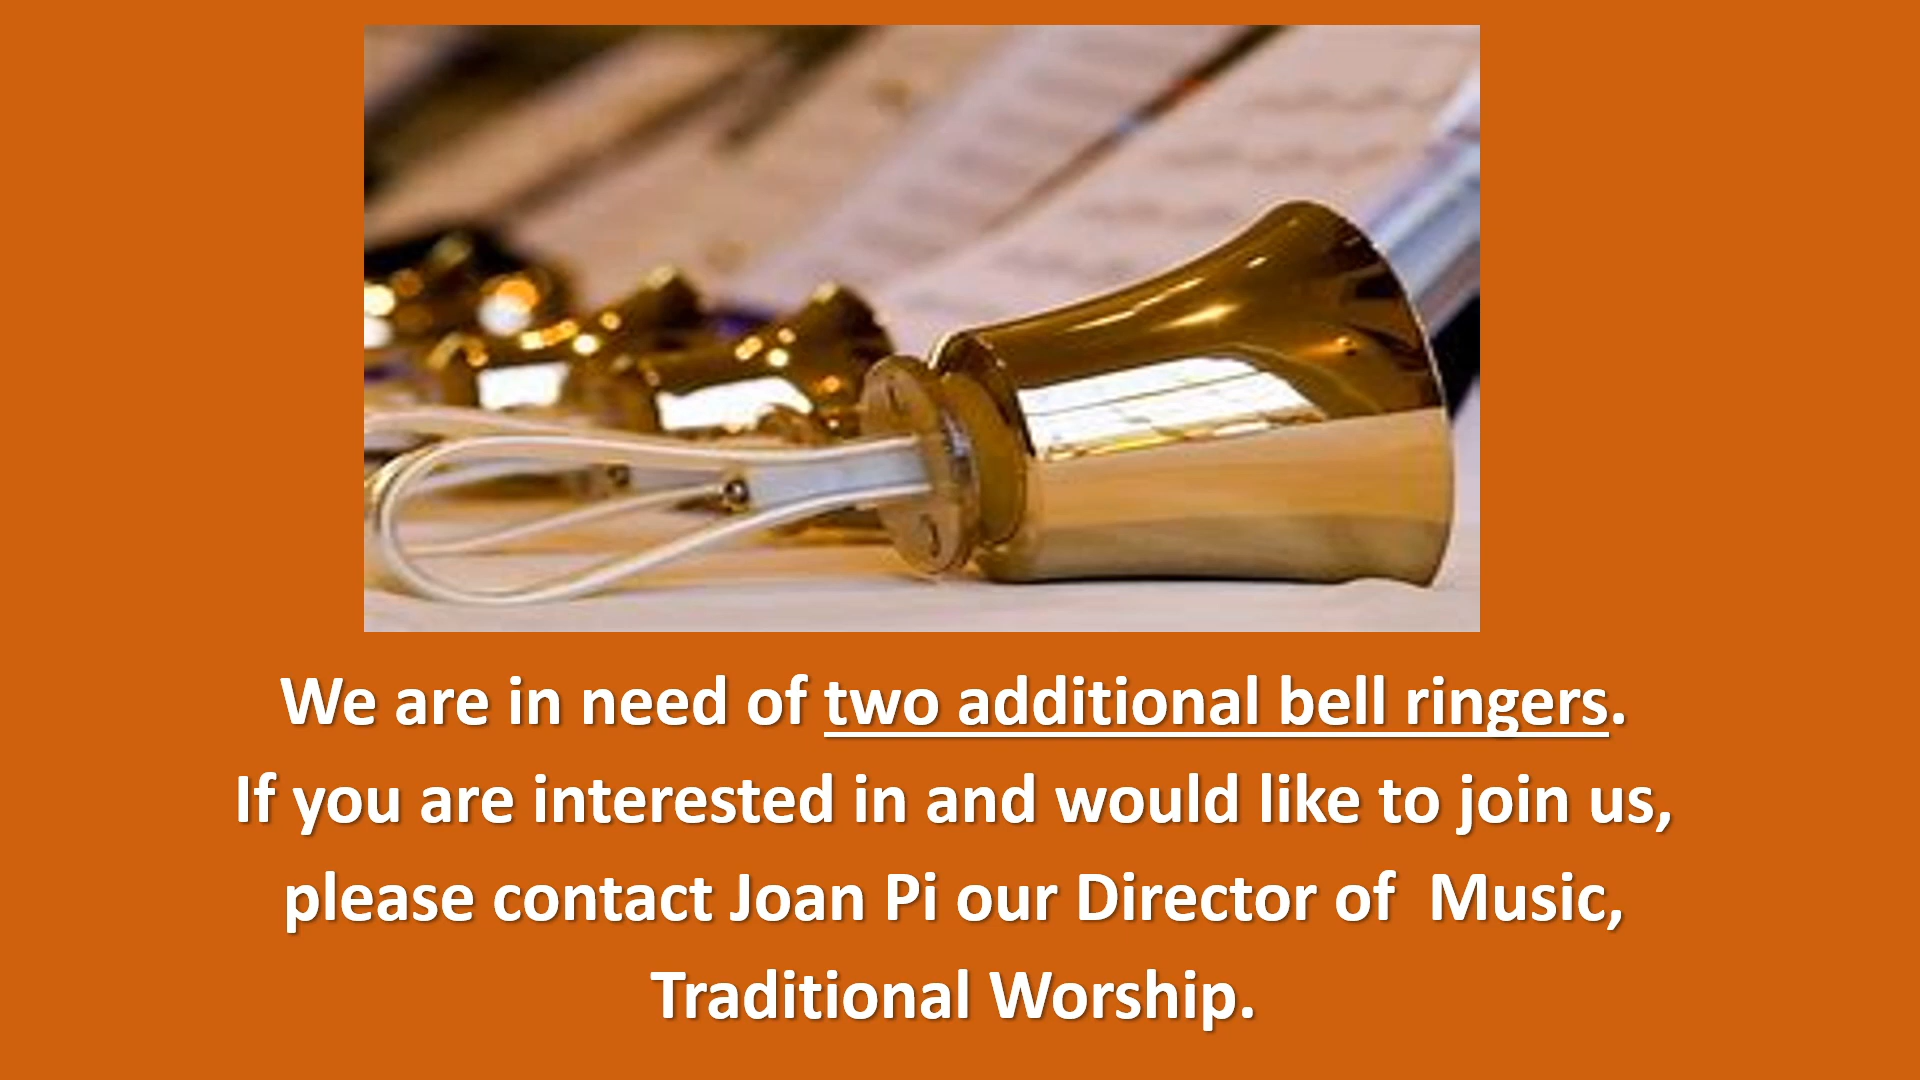 We are in need of two additional bell ringers.
If you are interested in and would like to join us,
please contact Joan Pi our Director of  Music,
Traditional Worship.